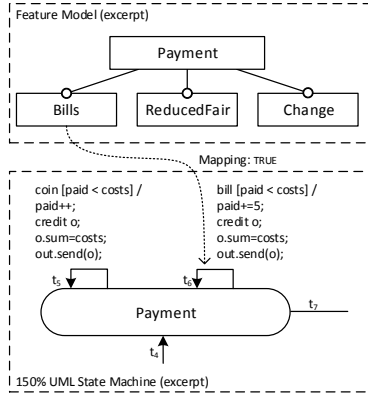 Feature Model (excerpt)
Payment
Bills
ReducedFair
Change
Mapping: TRUE
coin [paid < costs] /
paid++;
credit o;
o.sum=costs;
out.send(o);
bill [paid < costs] /
paid+=5;
credit o;
o.sum=costs;
out.send(o);
t5
t6
Payment
t7
t4
150% UML State Machine (excerpt)